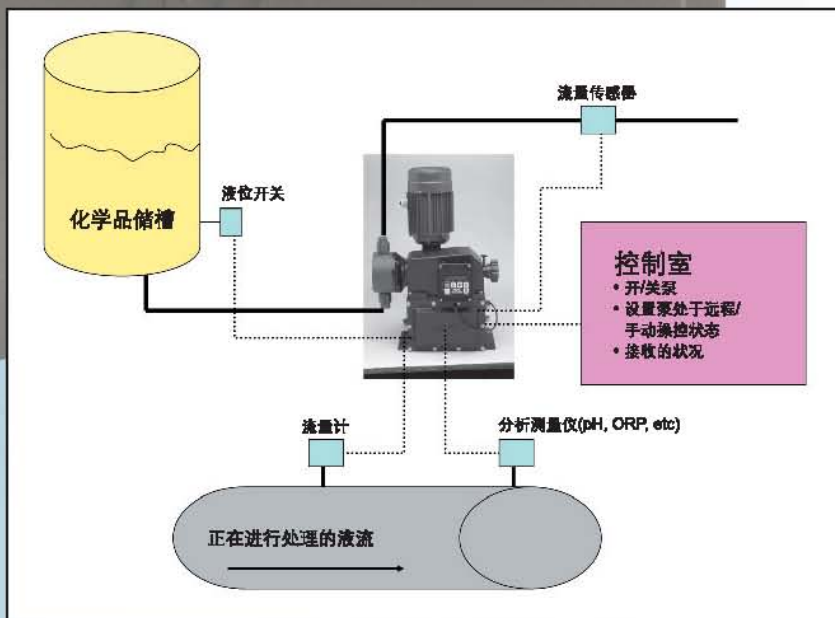 流量传感器
液位开关
化学品储槽
控制室
• 开/关泵
• 设置泵处于远程/
手动操控状态
• 接收的状况
流量计
分析测量仪(pH, ORP, etc)
正在进行处理的液流